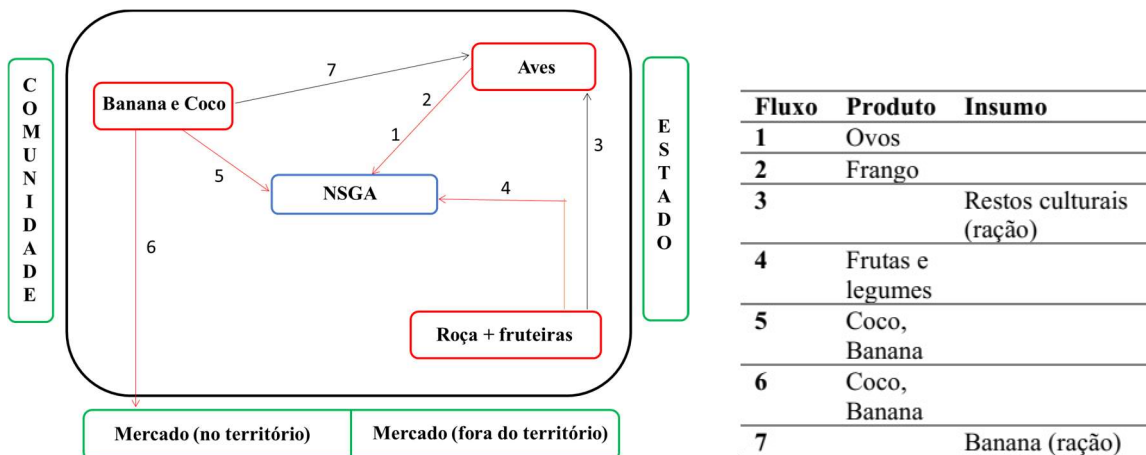 COMUNIDADE
7
Aves
Banana e Coco
2
1
3
5
NSGA
4
6
Roça + fruteiras
Mercado (no território)
Mercado (fora do território)
ESTADO
Fluxo Produto Insumo
1 Ovos
2 Frango
3 Restos culturais
(ração)
4 Frutas e
legumes
5 Coco,
Banana
6 Coco,
Banana
7 Banana (ração)